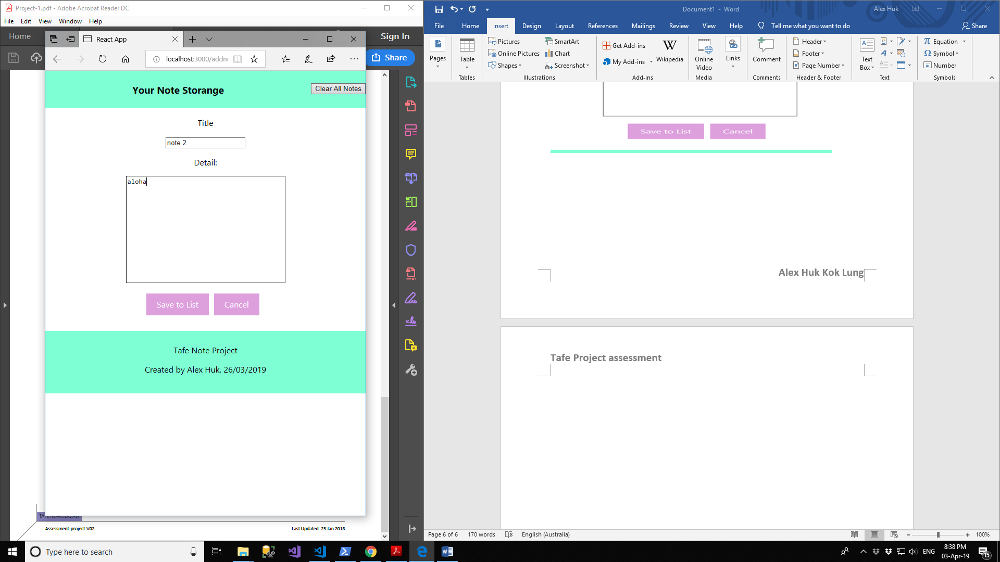 Project-1.pdf - Adobe Acrobat Reader DC
File Edit View Window Help
Home
Sign In
Share
React App
localhost:3000/addn
Your Note Storange
Clear All Notes
Title
note 2
Detail:
aloha
Save to List
Cancel
Tafe Note Project
Created by Alex Huk, 26/03/2019
Assessment-project-V02
Last Updated: 23 Jan 2018
Document1 - Word
Alex Huk
File Home Insert Design Layout References Mailings Review View Help Tell me what you want to do Share
Pages
Table
Tables
Pictures
Online Pictures
Shapes
SmartArt
Chart
Screenshot
Illustrations
Get Add-ins
My Add-ins
Wikipedia
Add-ins
Online Video
Media
Links
Comment
Comments
Header
Footer
Page Number
Header & Footer
Text Box
Text
Equation
Symbol
Number
Symbols
Save to List
Cancel
Alex Huk Kok Lung
Tafe Project assessment
Page 6 of 6 170 words English (Australia)
100%
Type here to search
ENG
8:38 PM
03-Apr-19
15